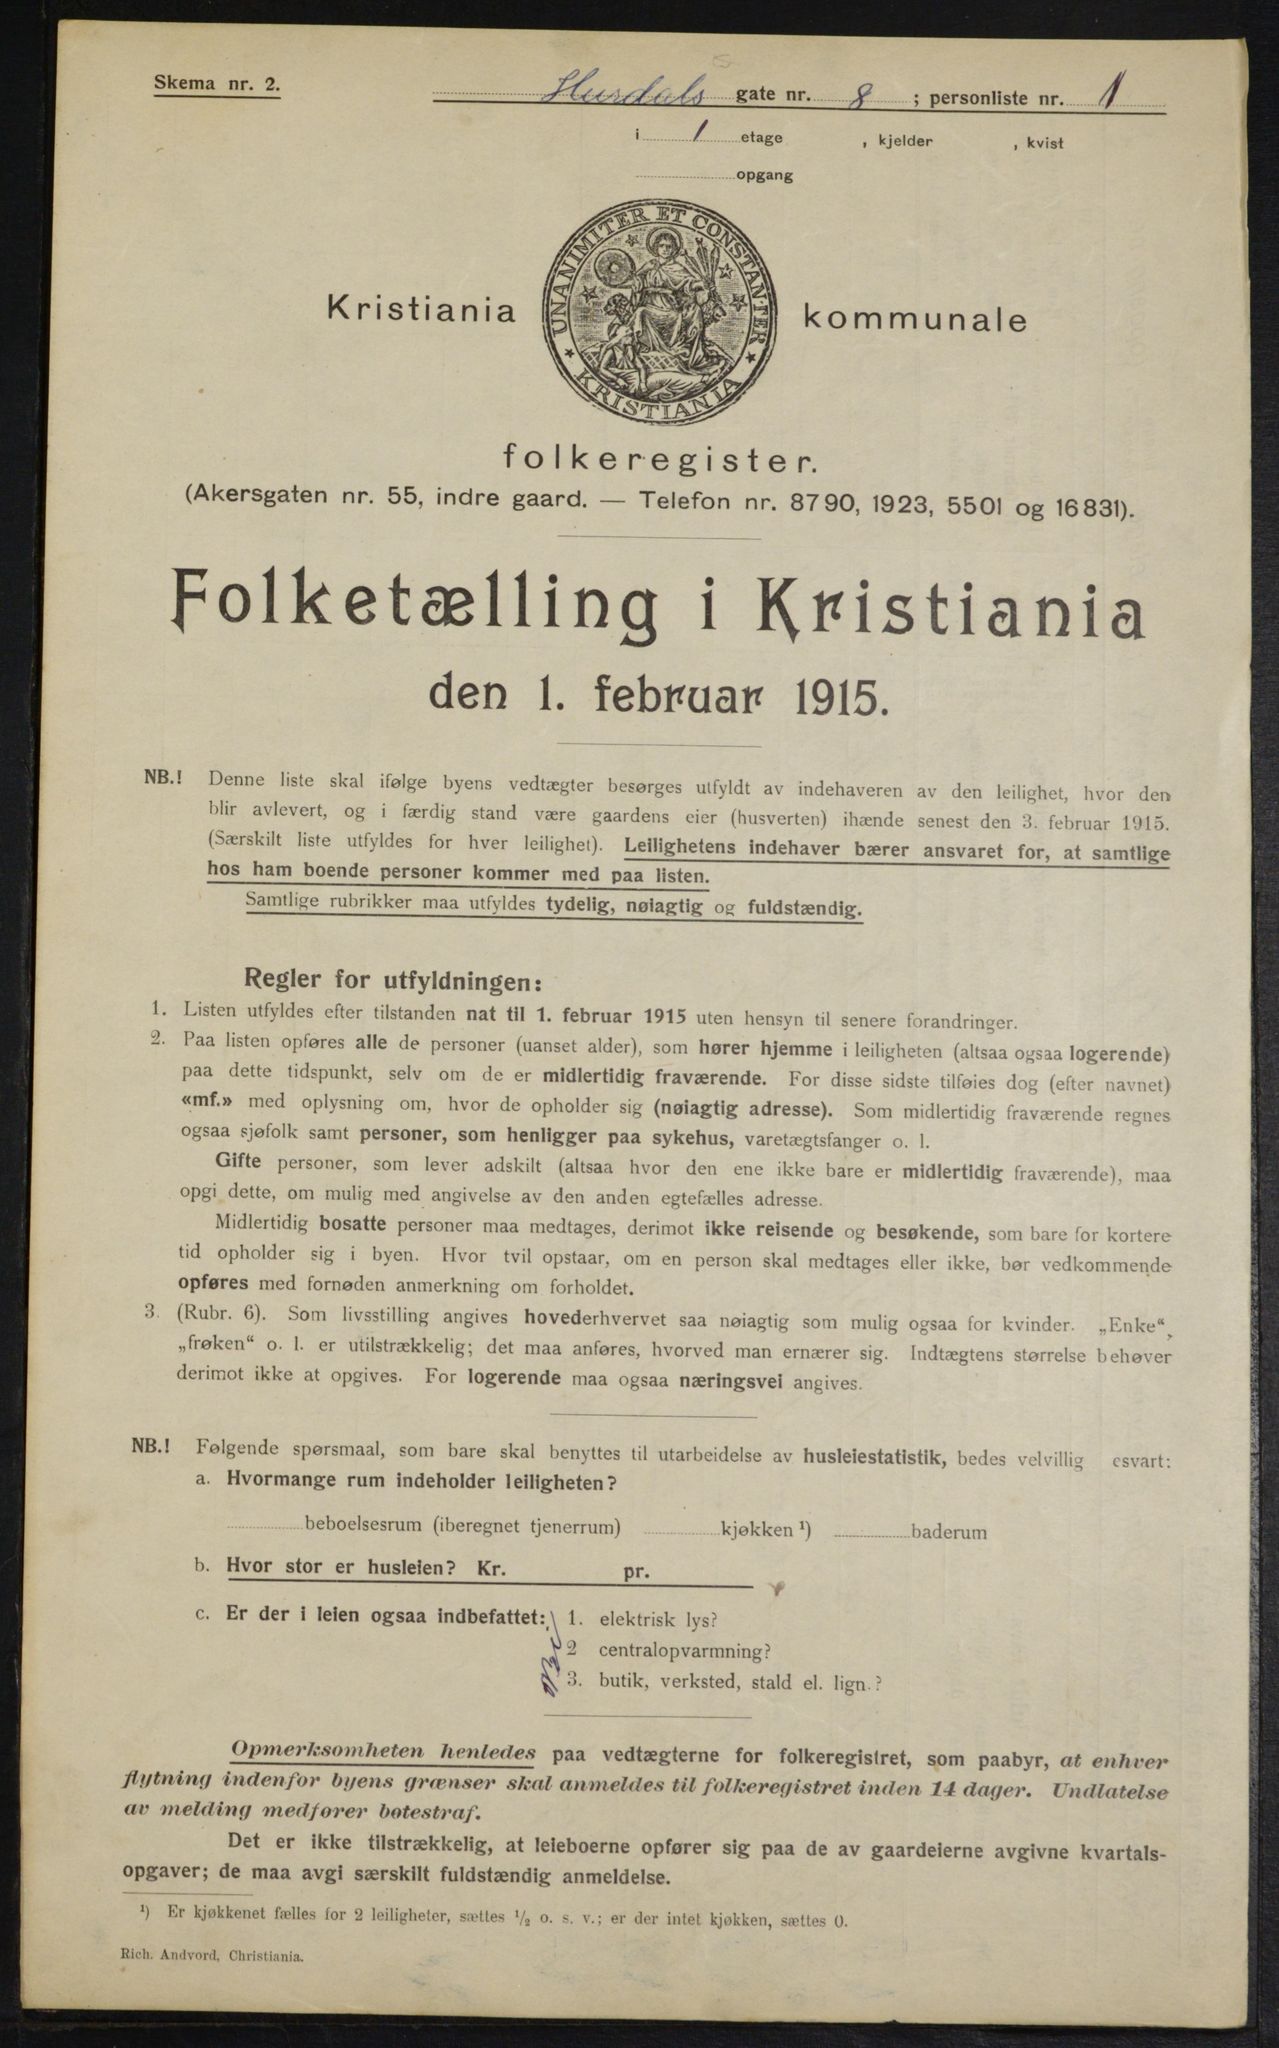 Skema nr. 2.
Hurdals gate nr. 8 ; personliste nr. 1
i 1 etage , kjelder , kvist
opgang
UNANIMITER ET CONSTANTER
KRISTIANIA
Kristiania kommunale
folkeregister.
(Akersgaten nr. 55, indre gaard. — Telefon nr. 8790, 1923, 5501 og 16831).
Folketælling i Kristiania
den 1. februar 1915.
NB.! Denne liste skal ifølge byens vedtægter besørges utfyldt av indehaveren av den leilighet, hvor den
blir avlevert, og i færdig stand være gaardens eier (husverten) ihænde senest den 3. februar 1915.
(Særskilt liste utfyldes for hver leilighet). Leilighetens indehaver bærer ansvaret for, at samtlige
hos ham boende personer kommer med paa listen.
Samtlige rubrikker maa utfyldes tydelig, nøiagtig og fuldstændig.
Regler for utfyldningen:
1. Listen utfyldes efter tilstanden nat til 1. februar 1915 uten hensyn til senere forandringer.
2. Paa listen opføres alle de personer (uanset alder), som hører hjemme i leiligheten (altsaa ogsaa logerende)
paa dette tidspunkt, selv om de er midlertidig fraværende. For disse sidste tilføies dog (efter navnet)
«mf.» med oplysning om, hvor de opholder sig (nøiagtig adresse). Som midlertidig fraværende regnes
ogsaa sjøfolk samt personer, som henligger paa sykehus, varetægtsfanger o. l.
Gifte personer, som lever adskilt (altsaa hvor den ene ikke bare er midlertidig fraværende), maa
opgi dette, om mulig med angivelse av den anden egtefælles adresse.
Midlertidig bosatte personer maa medtages, derimot ikke reisende og besøkende, som bare for kortere
tid opholder sig i byen. Hvor tvil opstaar, om en person skal medtages eller ikke, bør vedkommende
opføres med fornøden anmerkning om forholdet.
3. (Rubr. 6). Som livsstilling angives hovederhvervet saa nøiagtig som mulig ogsaa for kvinder. „Enke“,
„frøken“ o. l. er utilstrækkelig; det maa anføres, hvorved man ernærer sig. Indtægtens størrelse behøver
derimot ikke at opgives. For logerende maa ogsaa næringsvei angives.
NB.! Følgende spørsmaal, som bare skal benyttes til utarbeidelse av husleiestatistik, bedes velvillig esvart:
a. Hvormange rum indeholder leiligheten?
beboelsesrum (iberegnet tjenerrum) kjøkken ¹) baderum
b. Hvor stor er husleien? Kr. pr.
c. Er der i leien ogsaa indbefattet: 1. elektrisk lys?
2 centralopvarmning?
3. butik, verksted, stald el. lign.?
Opmerksomheten henledes paa vedtægterne for folkeregistret, som paabyr, at enhver
flytning indenfor byens grænser skal anmeldes til folkeregistret inden 14 dager. Undlatelse
av melding medfører bøtestraf.
Det er ikke tilstrækkelig, at leieboerne opfører sig paa de av gaardeierne avgivne kvartals-
opgaver; de maa avgi særskilt fuldstændig anmeldelse.
¹) Er kjøkkenet fælles for 2 leiligheter, sættes ½ o. s. v.; er der intet kjøkken, sættes 0.
Rich. Andvord, Christiania.